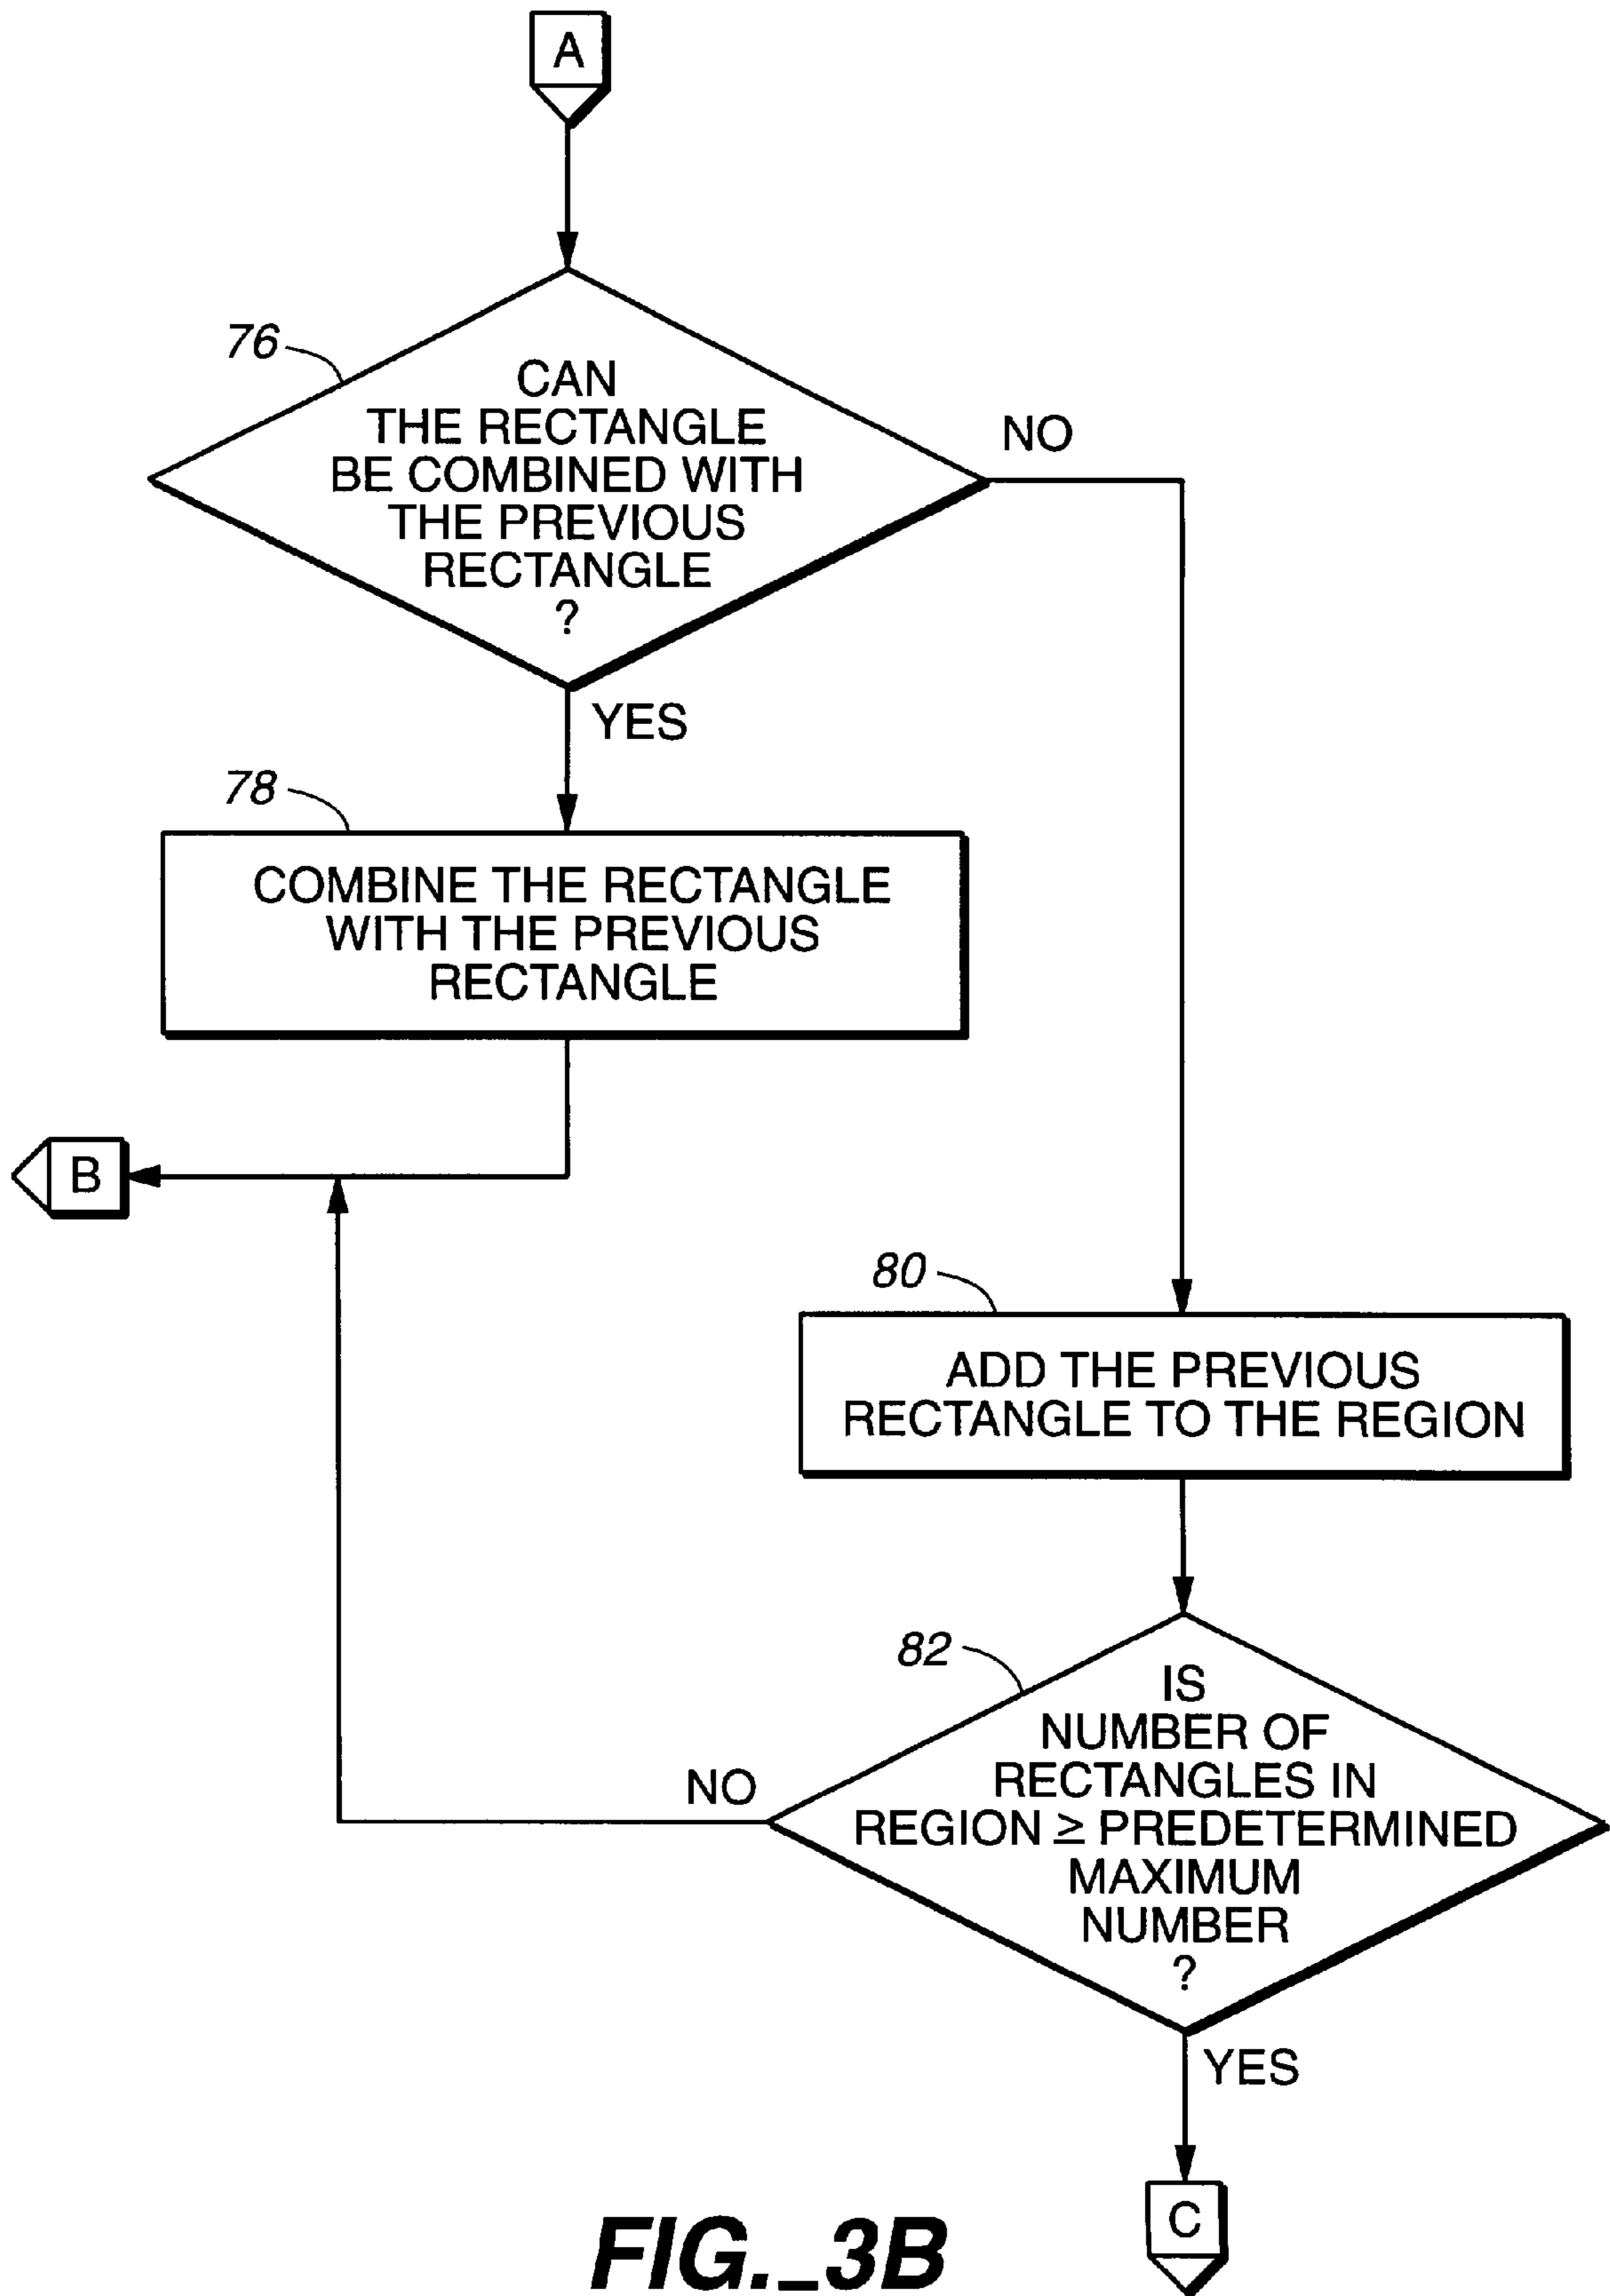 A
76
CAN
THE RECTANGLE
BE COMBINED WITH
THE PREVIOUS
RECTANGLE
?
NO
YES
78
COMBINE THE RECTANGLE
WITH THE PREVIOUS
RECTANGLE
B
80
ADD THE PREVIOUS
RECTANGLE TO THE REGION
82
IS
NUMBER OF
RECTANGLES IN
REGION ≥ PREDETERMINED
MAXIMUM
NUMBER
?
NO
YES
C
FIG._3B